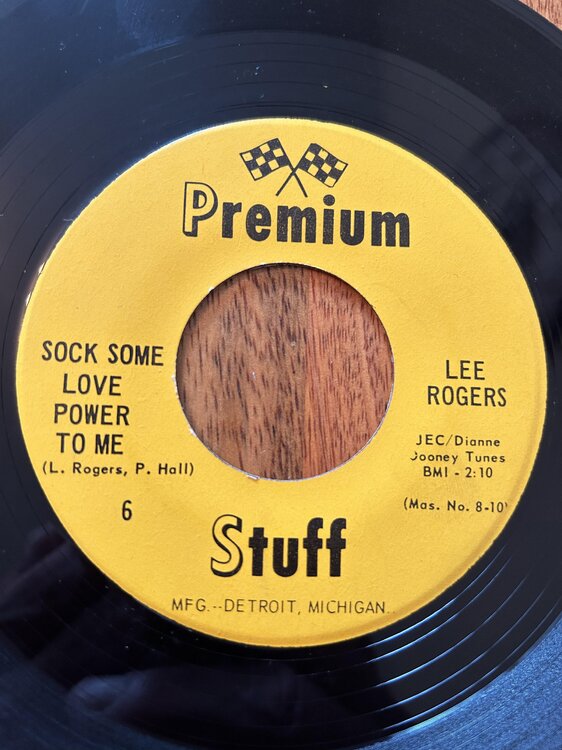 Premium
SOCK SOME
LOVE
POWER
TO ME
(L. Rogers, P. Hall)
6
LEE
ROGERS
JEC/Dianne
Jooney Tunes
BMI - 2:10
(Mas. No. 8-10)
Stuff
MFG.--DETROIT, MICHIGAN..